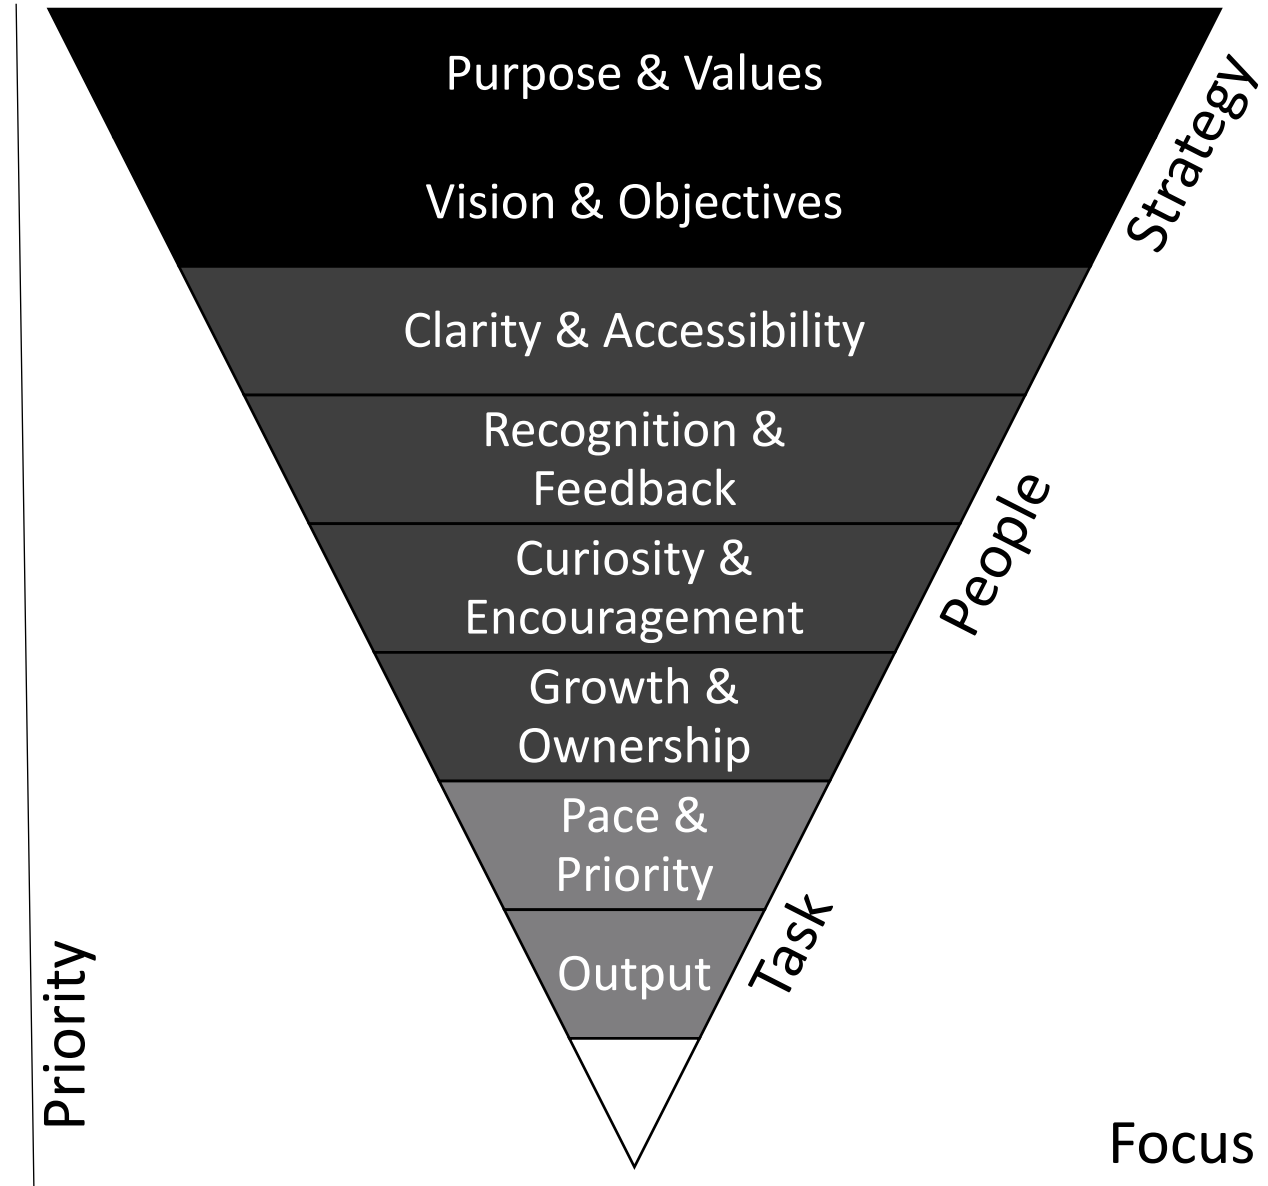 Purpose & Values
Vision & Objectives
Strategy
Clarity & Accessibility
Recognition &
Feedback
Curiosity &
Encouragement
People
Growth &
Ownership
Pace &
Priority
Output
Task
Priority
Focus